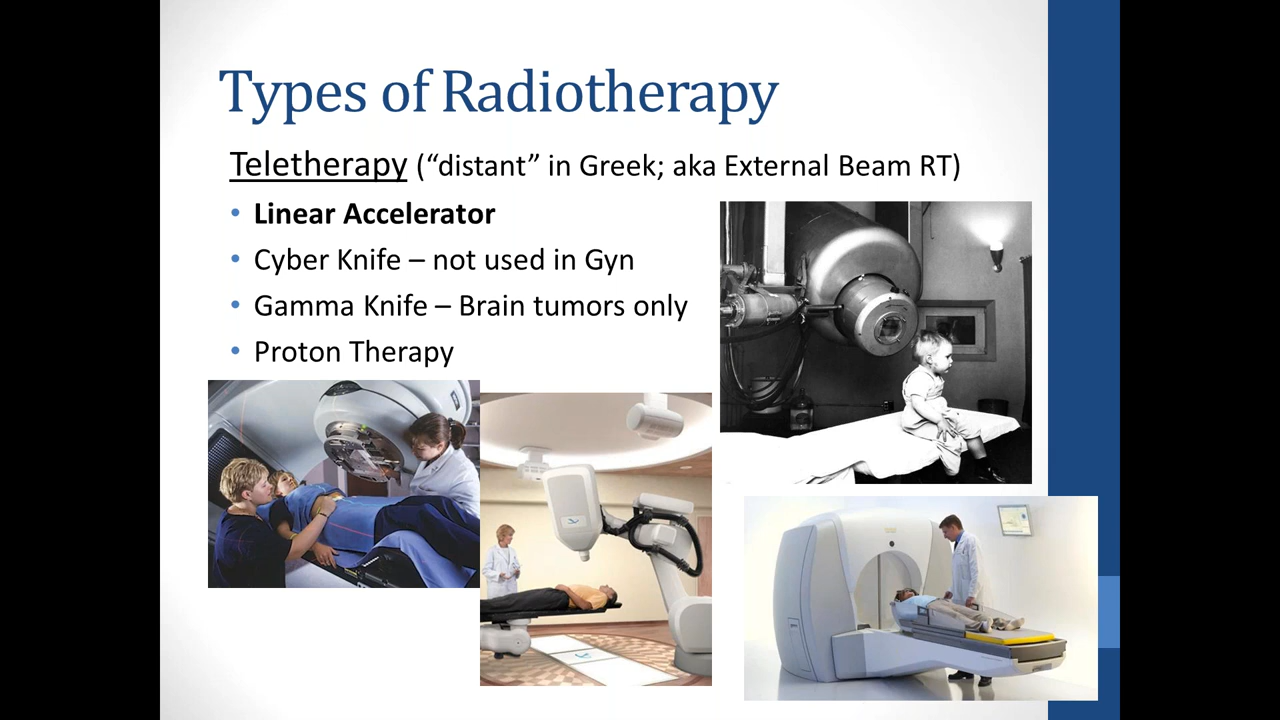 Types of Radiotherapy
Teletherapy (“distant” in Greek; aka External Beam RT)
• Linear Accelerator
• Cyber Knife – not used in Gyn
• Gamma Knife – Brain tumors only
• Proton Therapy